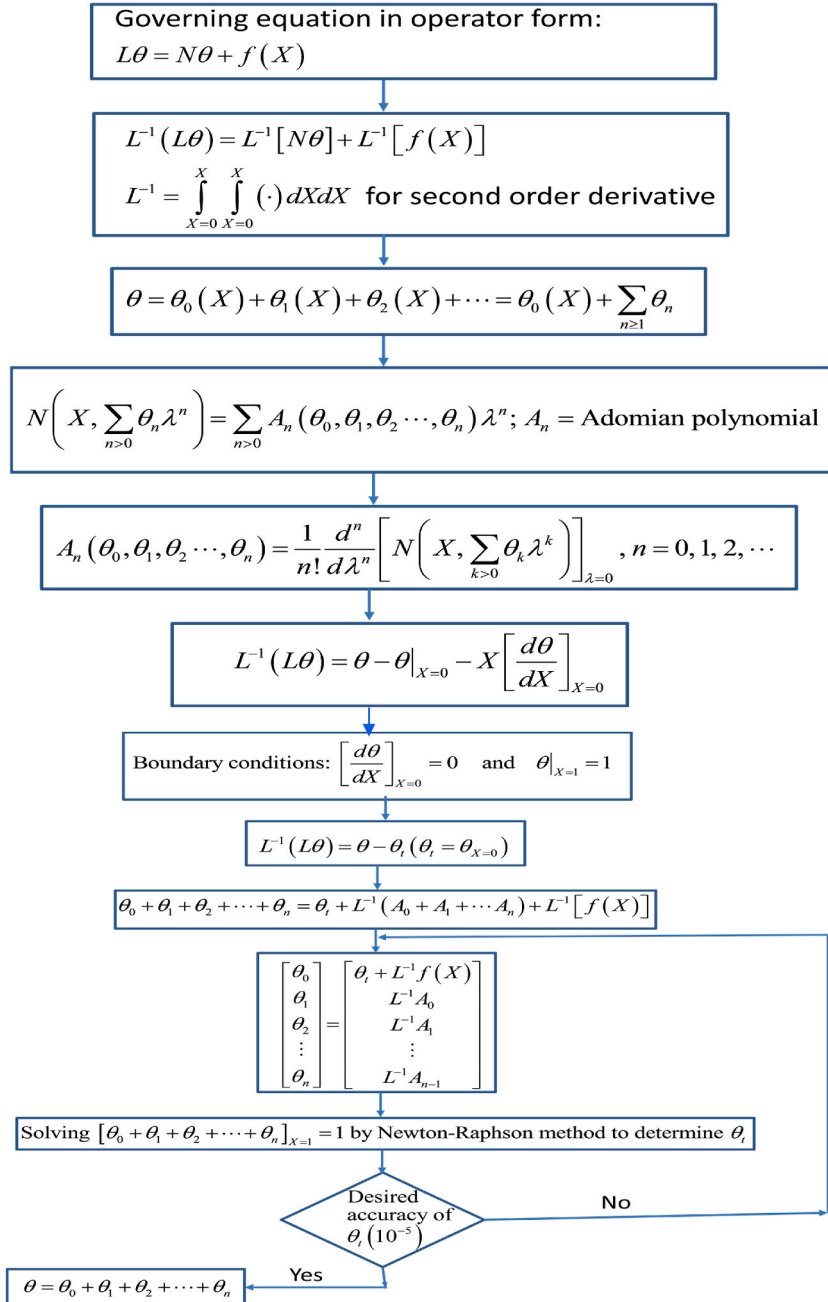 Governing equation in operator form:
Lθ = Nθ + f(X)
L⁻¹(Lθ) = L⁻¹[Nθ] + L⁻¹[f(X)]
L⁻¹ = ∫_{X=0}^{X} ∫_{X=0}^{X} (·) dXdX for second order derivative
θ = θ₀(X) + θ₁(X) + θ₂(X) + ⋯ = θ₀(X) + ∑_{n≥1} θₙ
N(X, ∑_{n>0} θₙλⁿ) = ∑_{n>0} Aₙ(θ₀, θ₁, θ₂ ⋯, θₙ)λⁿ; Aₙ = Adomian polynomial
Aₙ(θ₀, θ₁, θ₂ ⋯, θₙ) = 1/n! dⁿ/dλⁿ [N(X, ∑_{k>0} θₖλᵏ)]_{λ=0}, n = 0, 1, 2, ⋯
L⁻¹(Lθ) = θ − θ|_{X=0} − X[dθ/dX]_{X=0}
Boundary conditions: [dθ/dX]_{X=0} = 0 and θ|_{X=1} = 1
L⁻¹(Lθ) = θ − θₜ (θₜ = θ_{X=0})
θ₀ + θ₁ + θ₂ + ⋯ + θₙ = θₜ + L⁻¹(A₀ + A₁ + ⋯ Aₙ) + L⁻¹[f(X)]
[θ₀ θ₁ θ₂ ⋮ θₙ] = [θₜ + L⁻¹f(X) L⁻¹A₀ L⁻¹A₁ ⋮ L⁻¹Aₙ₋₁]
Solving [θ₀ + θ₁ + θ₂ + ⋯ + θₙ]_{X=1} = 1 by Newton-Raphson method to determine θₜ
Desired
accuracy of
θₜ(10⁻⁵)
No
Yes
θ = θ₀ + θ₁ + θ₂ + ⋯ + θₙ